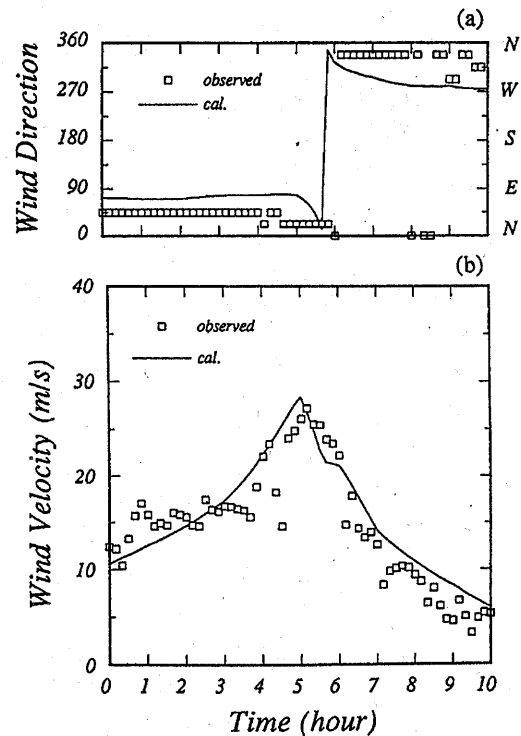 (a)
360 N
270 W
180 S
90 E
0 N
Wind Direction
observed
cal.
(b)
40
30
20
10
0
Wind Velocity (m/s)
observed
cal.
0 1 2 3 4 5 6 7 8 9 10
Time (hour)